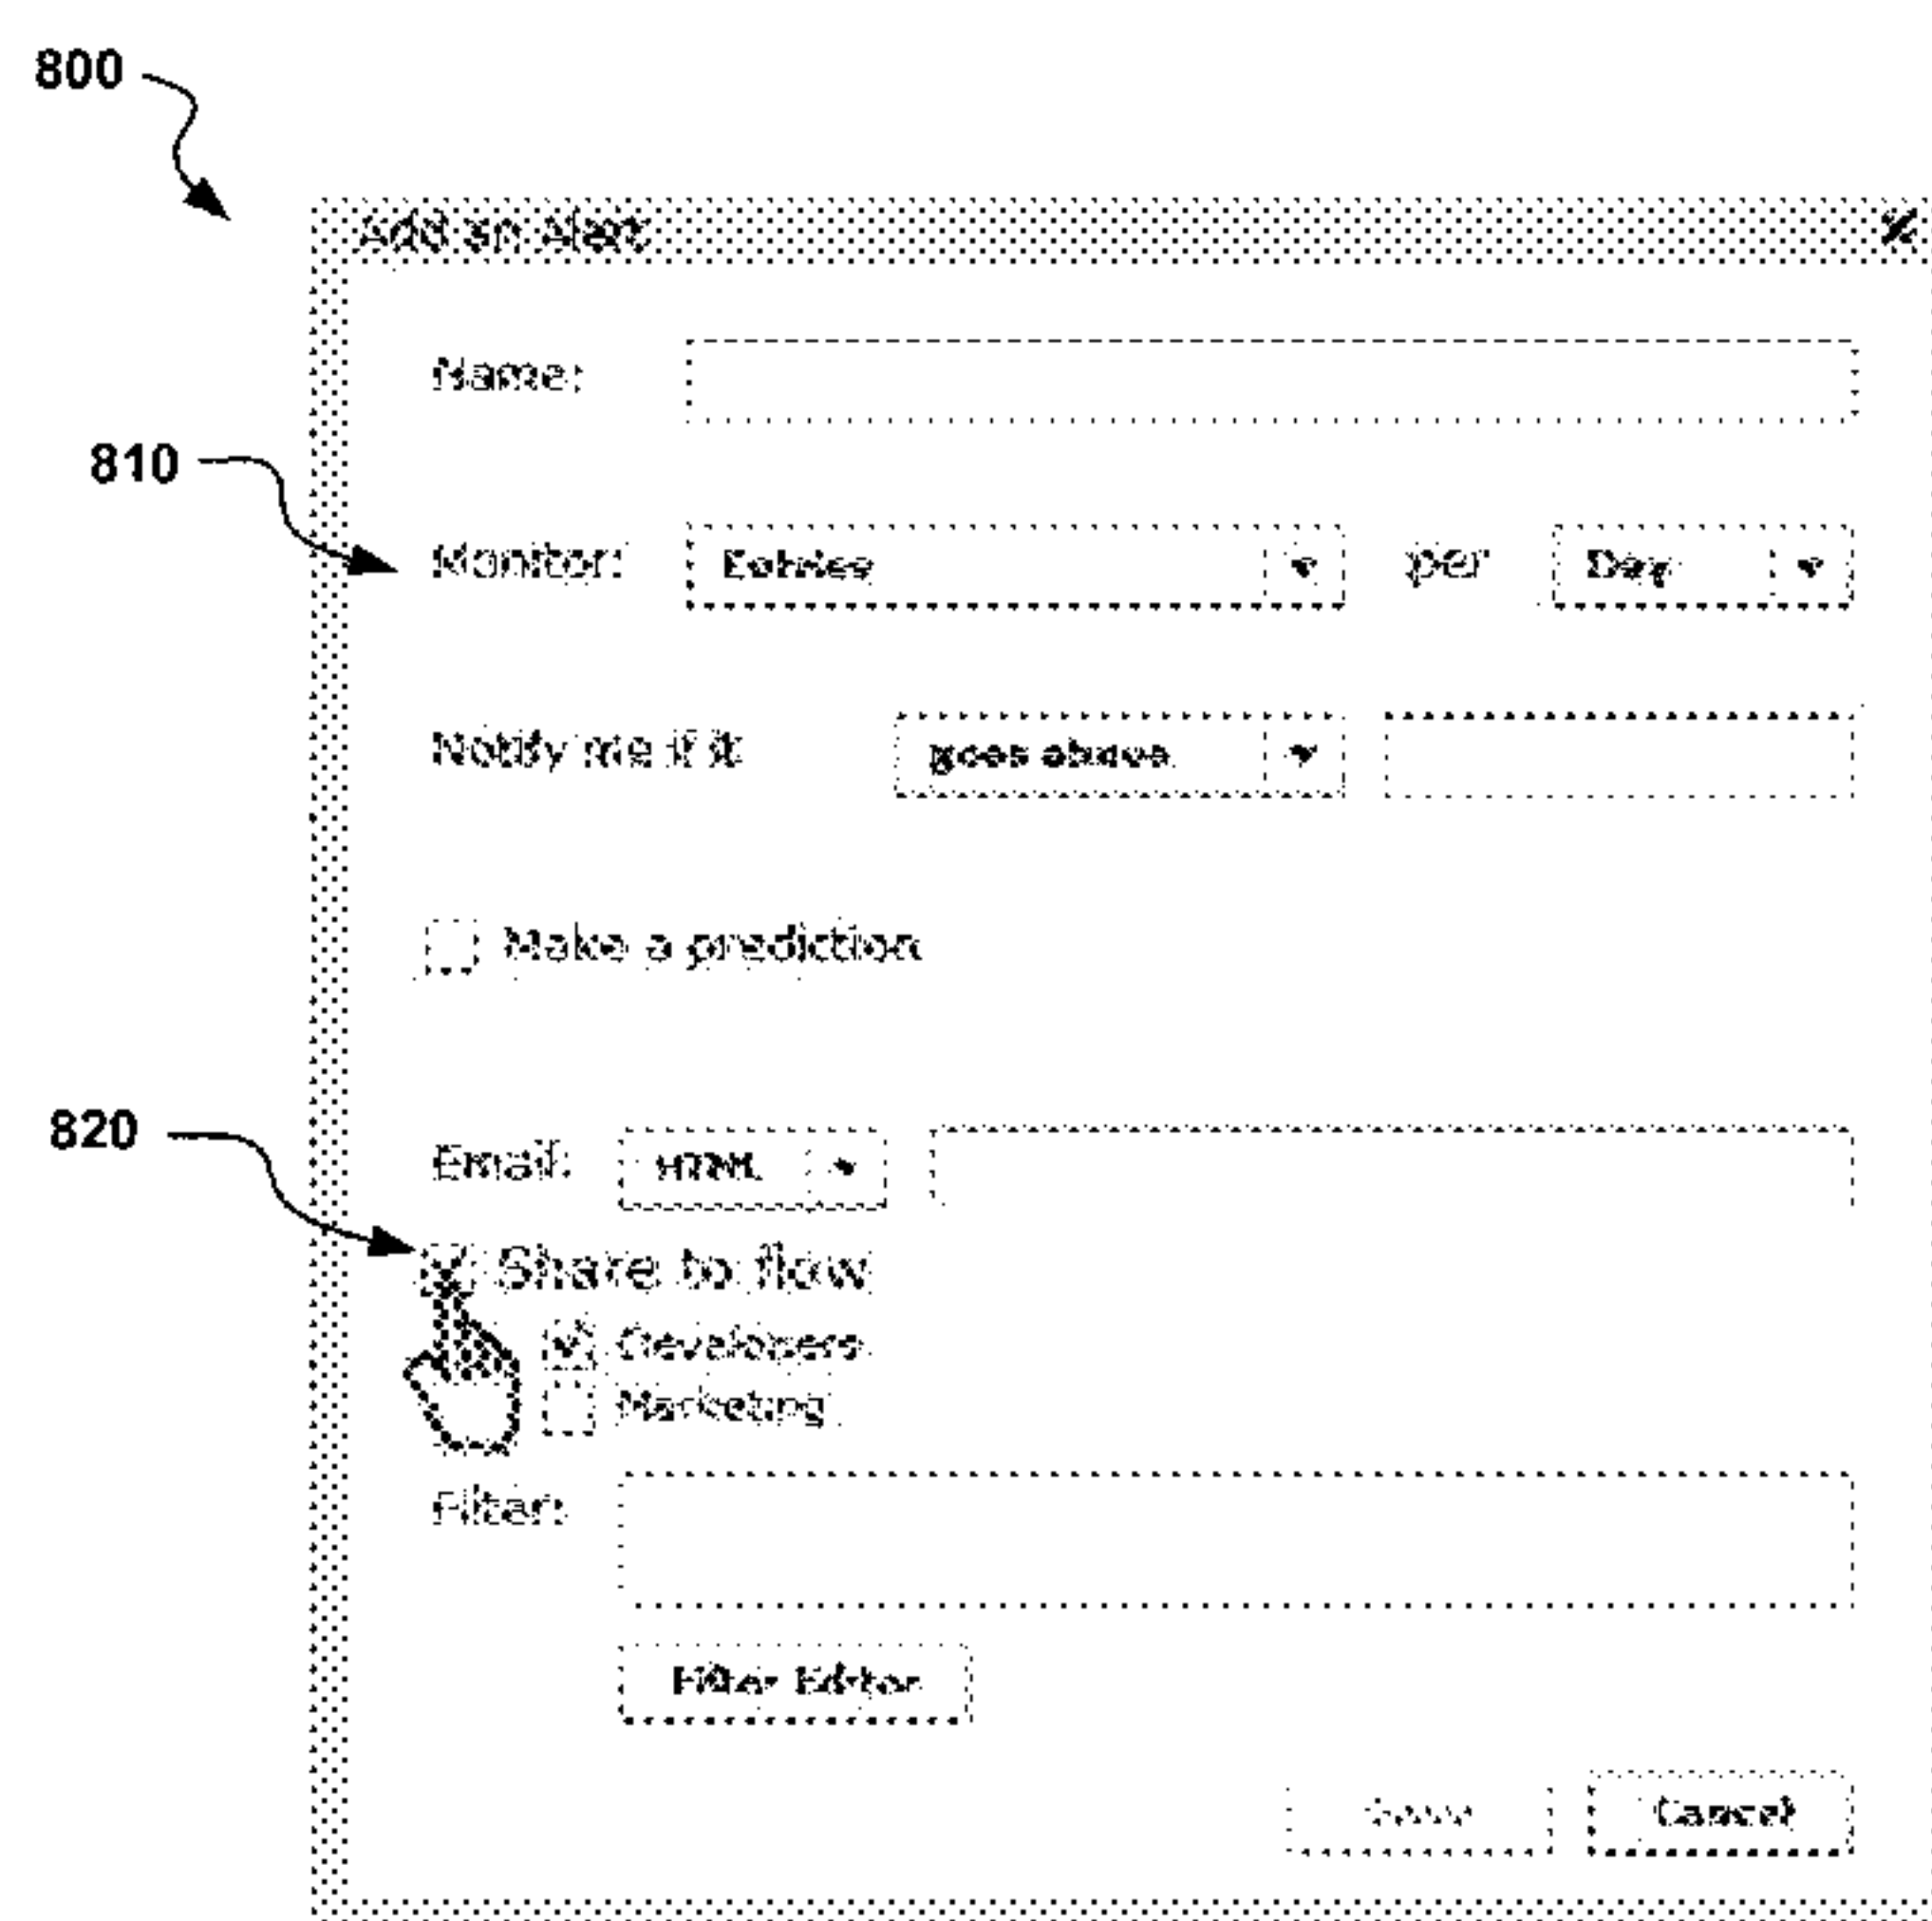 800
Add an Alert
Name:
810
Monitor: Entries per Day
Notify me if it goes above
Make a prediction
820
Email: HTML
Share to flow
Developers
Marketing
Filter:
Filter Editor
Save Cancel